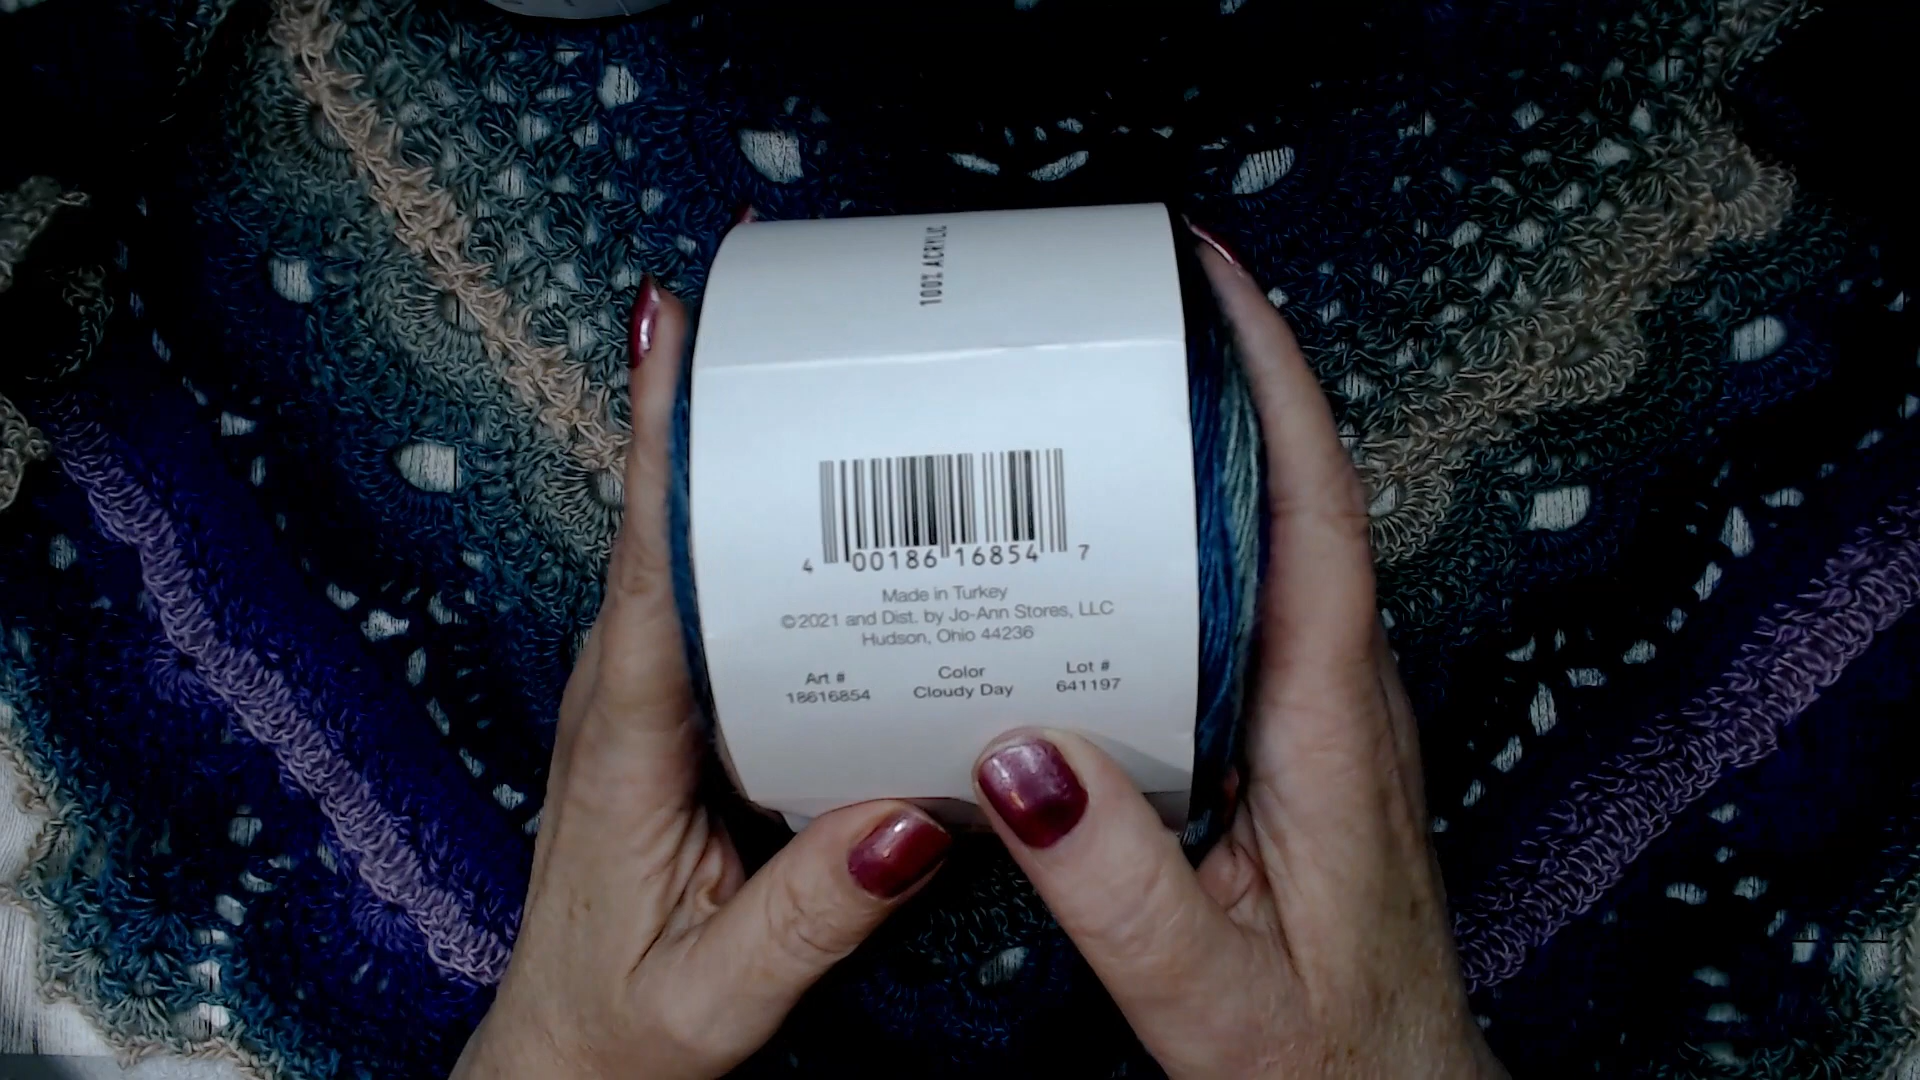 100% ACRYLIC
4 00186 16854 7
Made in Turkey
©2021 and Dist. by Jo-Ann Stores, LLC
Hudson, Ohio 44236
Art # Color Lot #
18616854 Cloudy Day 641197